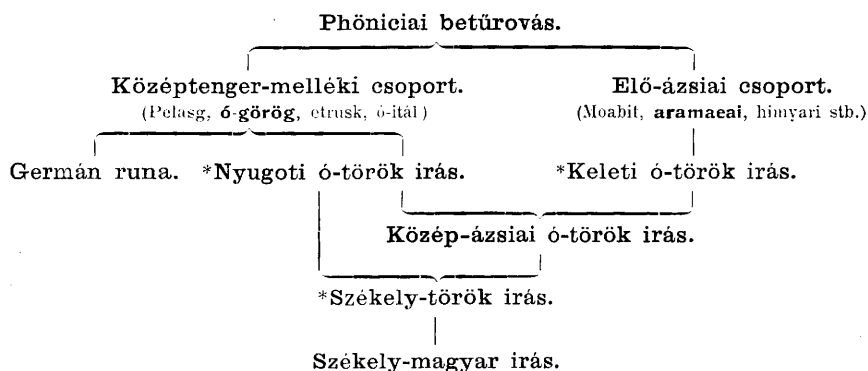 Phöniciai betűrovás.
Középtenger-melléki csoport. Elő-ázsiai csoport.
(Pelasg, ó-görög, etrusk, ó-itál) (Moabit, aramaeai, himyari stb.)
Germán runa. *Nyugoti ó-török irás. *Keleti ó-török irás.
Közép-ázsiai ó-török irás.
*Székely-török irás.
Székely-magyar irás.